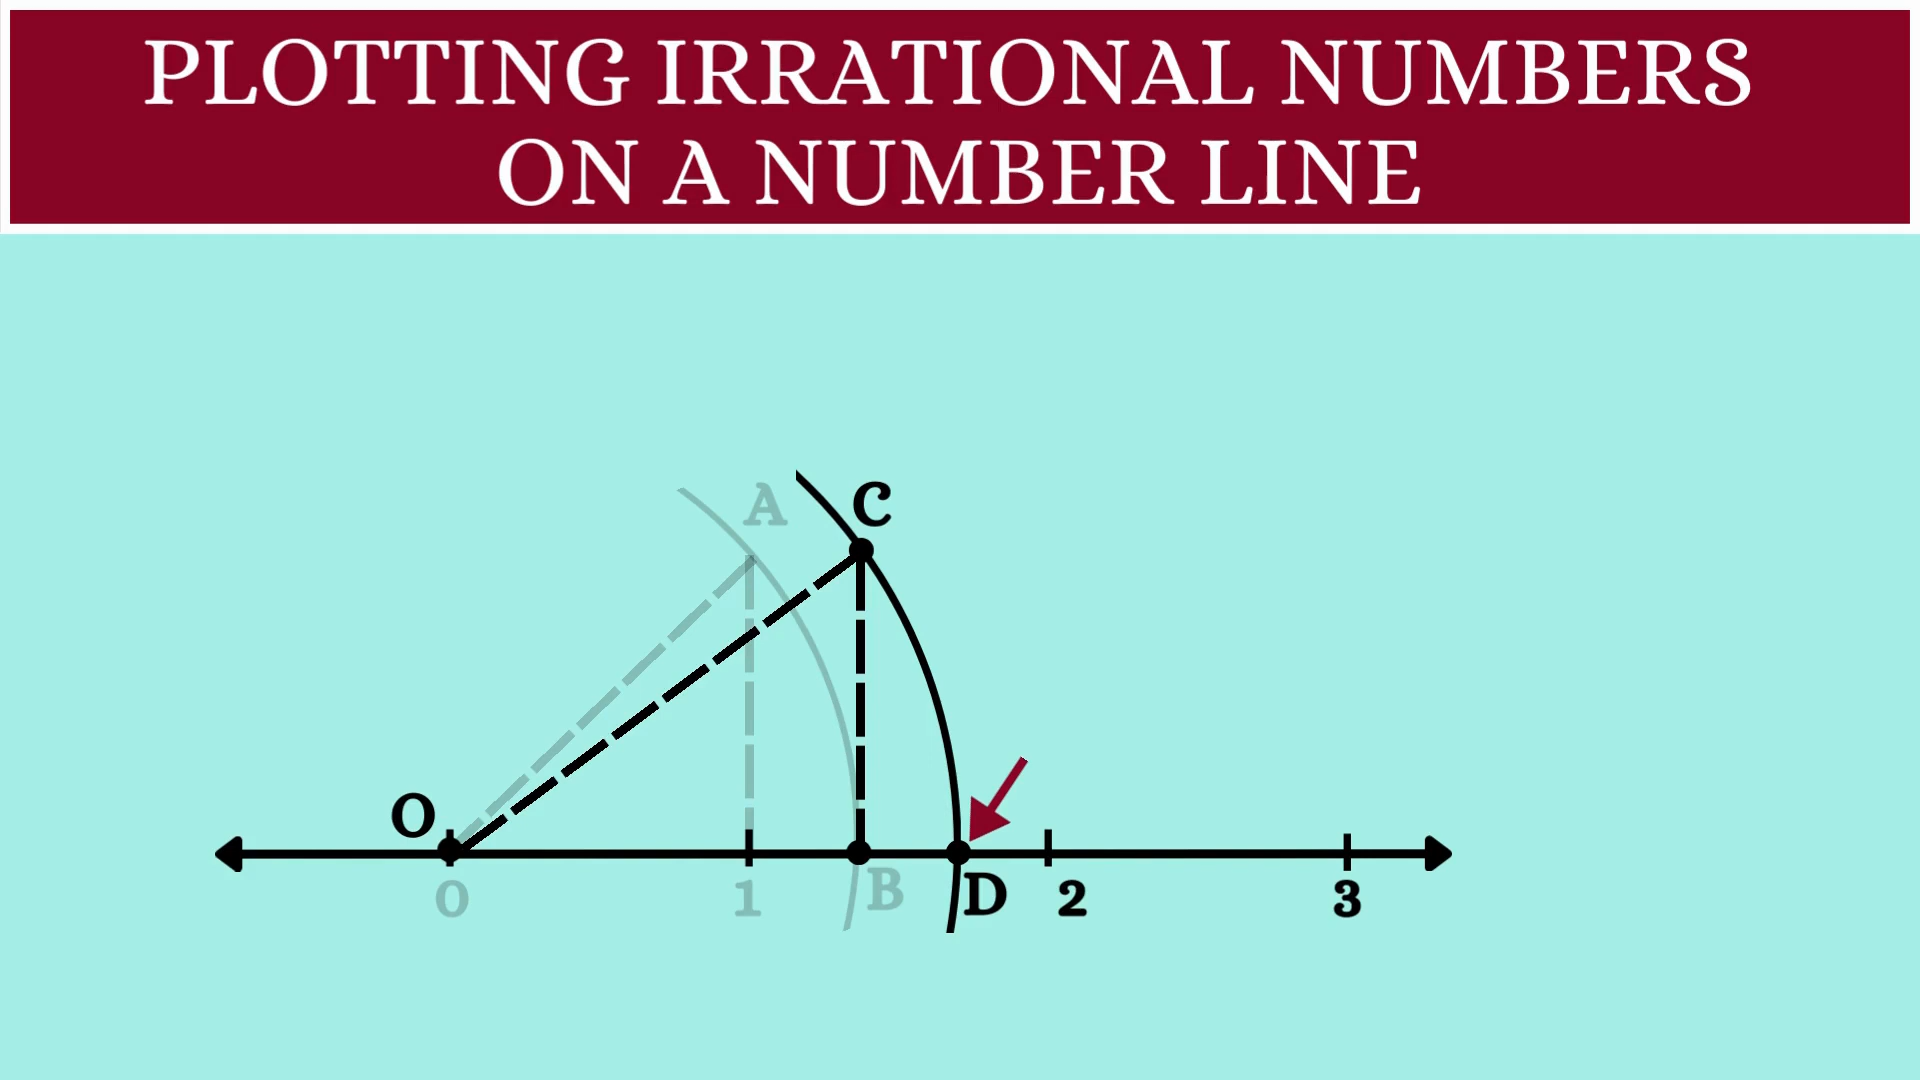 PLOTTING IRRATIONAL NUMBERS
ON A NUMBER LINE
A
C
O
0
1
B
D
2
3